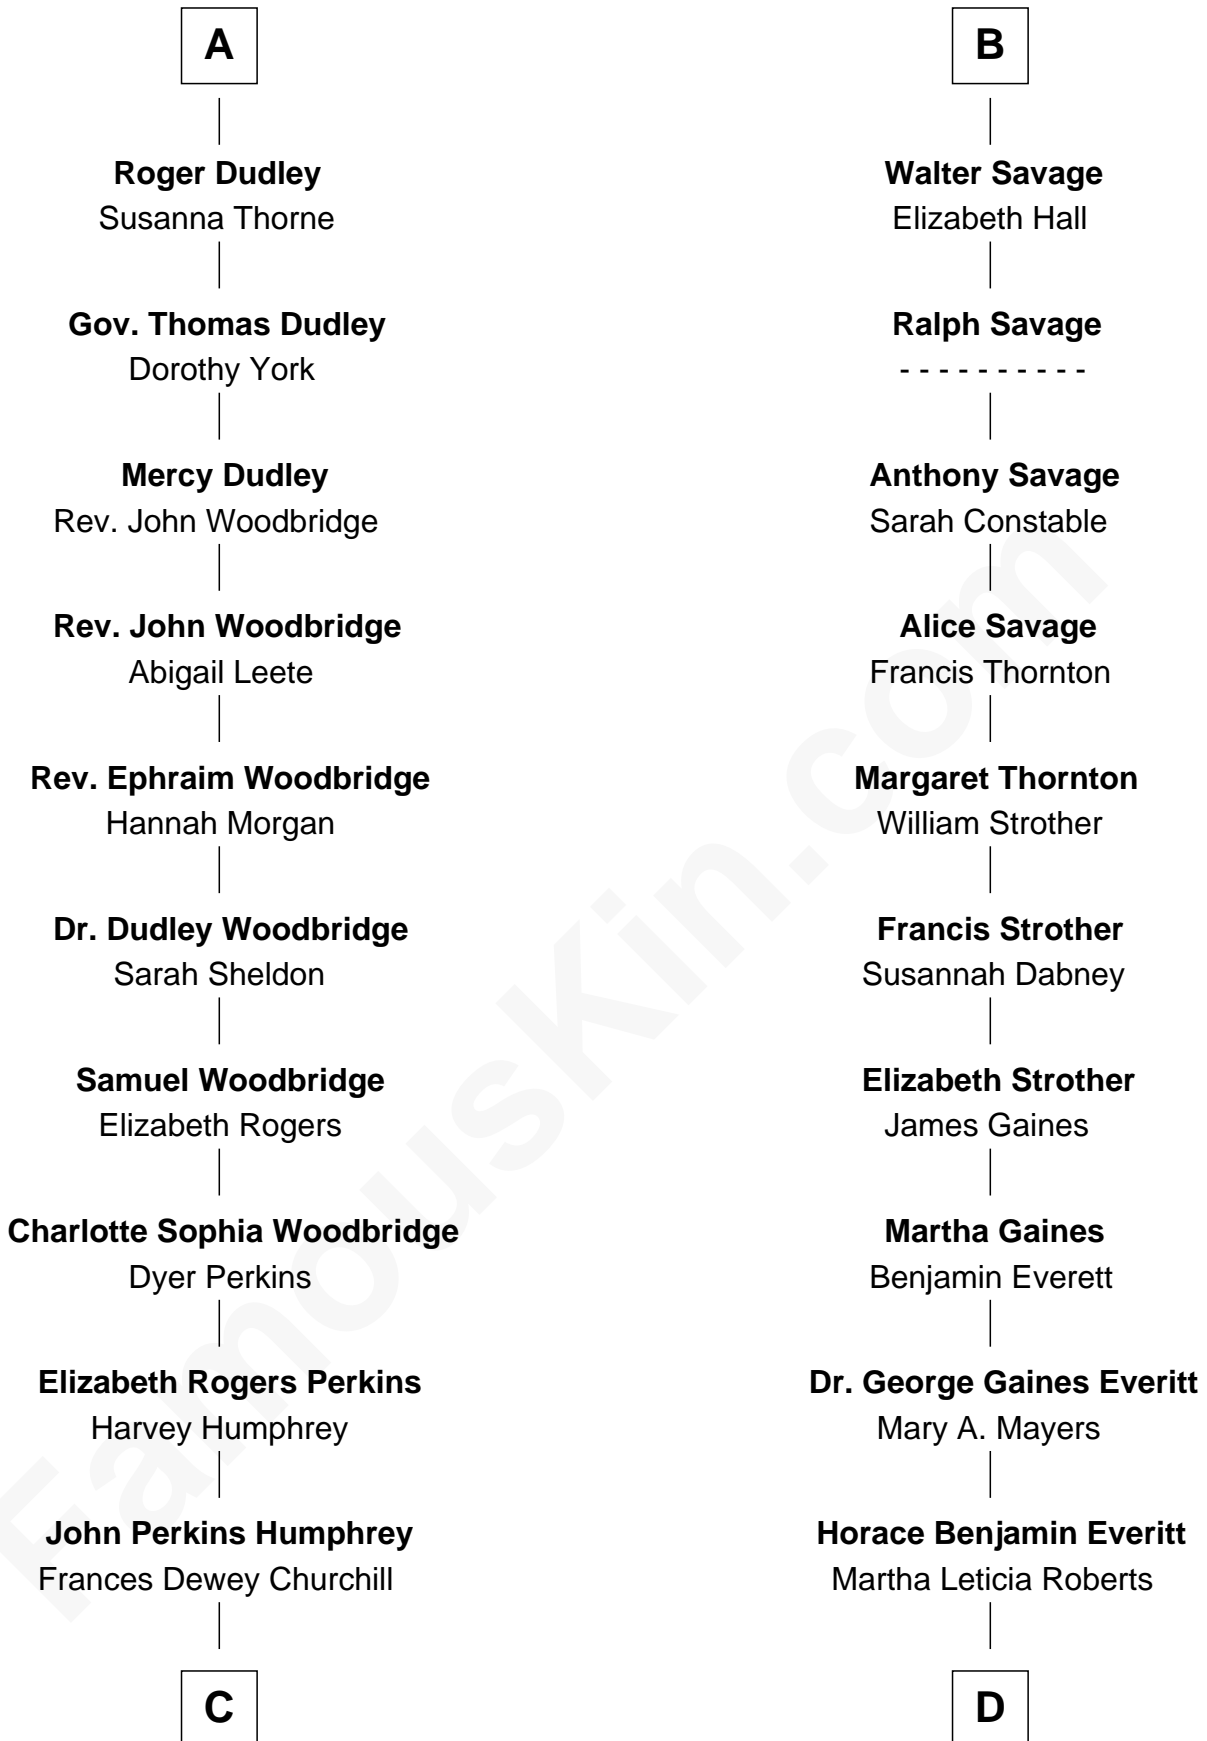 A
Roger Dudley
Susanna Thorne
Gov. Thomas Dudley
Dorothy York
Mercy Dudley
Rev. John Woodbridge
Rev. John Woodbridge
Abigail Leete
Rev. Ephraim Woodbridge
Hannah Morgan
Dr. Dudley Woodbridge
Sarah Sheldon
Samuel Woodbridge
Elizabeth Rogers
Charlotte Sophia Woodbridge
Dyer Perkins
Elizabeth Rogers Perkins
Harvey Humphrey
John Perkins Humphrey
Frances Dewey Churchill
C
B
Walter Savage
Elizabeth Hall
Ralph Savage
- - - - - - - - - -
Anthony Savage
Sarah Constable
Alice Savage
Francis Thornton
Margaret Thornton
William Strother
Francis Strother
Susannah Dabney
Elizabeth Strother
James Gaines
Martha Gaines
Benjamin Everett
Dr. George Gaines Everitt
Mary A. Mayers
Horace Benjamin Everitt
Martha Leticia Roberts
D
FamousKin.com